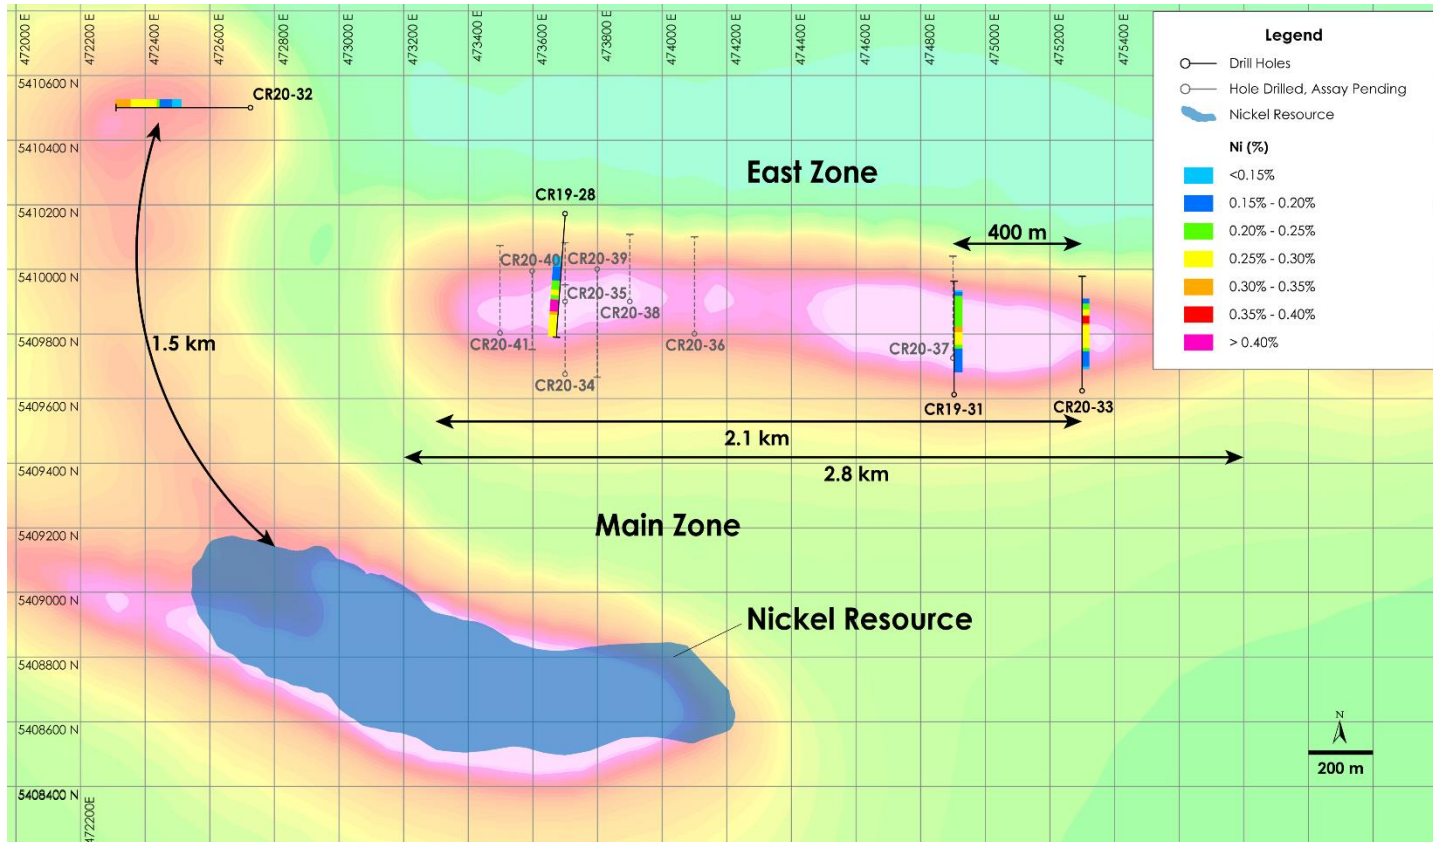 472000 E
472200 E
472400 E
472600 E
472800 E
473000 E
473200 E
473400 E
473600 E
473800 E
474000 E
474200 E
474400 E
474600 E
474800 E
475000 E
475200 E
475400 E
Legend
Drill Holes
Hole Drilled, Assay Pending
Nickel Resource
Ni (%)
<0.15%
0.15% - 0.20%
0.20% - 0.25%
0.25% - 0.30%
0.30% - 0.35%
0.35% - 0.40%
> 0.40%
5410600 N
CR20-32
5410400 N
East Zone
CR19-28
5410200 N
400 m
5410000 N
CR20-40
CR20-39
CR20-35
CR20-38
5409800 N
1.5 km
CR20-41
CR20-36
CR20-37
CR20-34
5409600 N
CR19-31
CR20-33
2.1 km
5409400 N
2.8 km
Main Zone
5409200 N
5409000 N
Nickel Resource
5408800 N
5408600 N
N
200 m
5408400 N
472200E